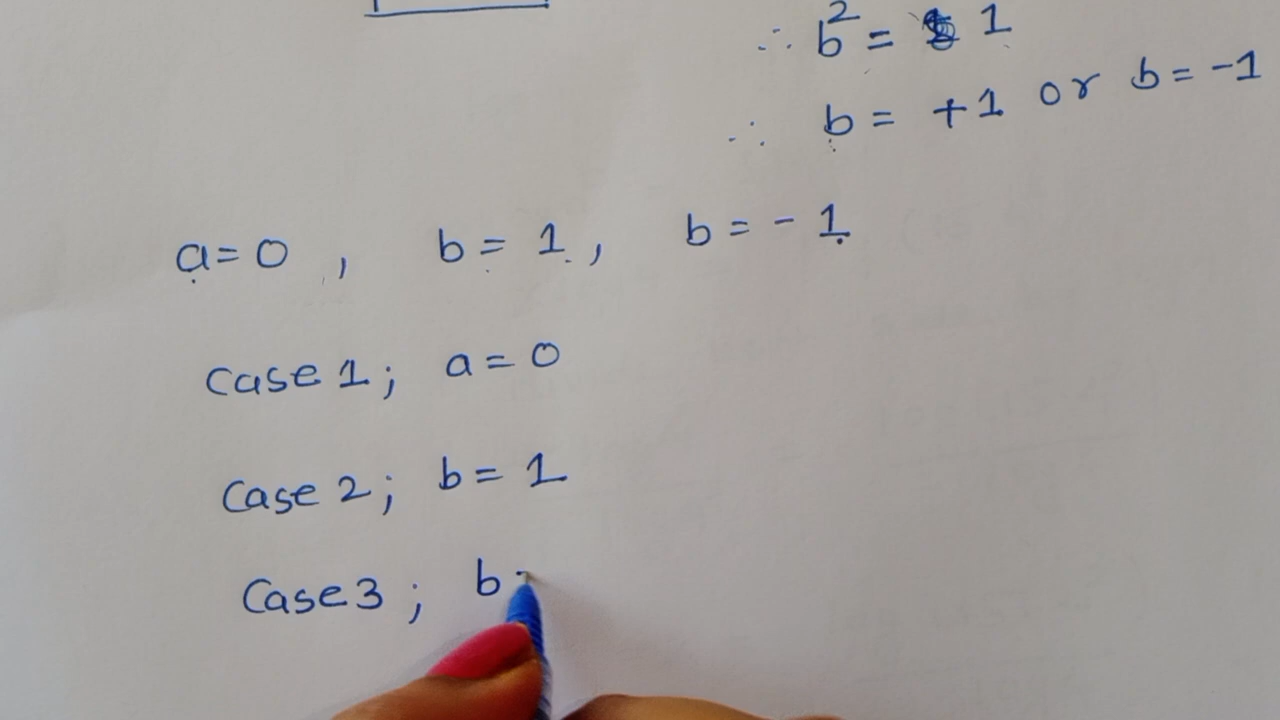 ∴ b² = 1
∴ b = +1 or b = -1
a = 0 , b = 1 , b = - 1
Case 1 ; a = 0
Case 2 ; b = 1
Case 3 ; b